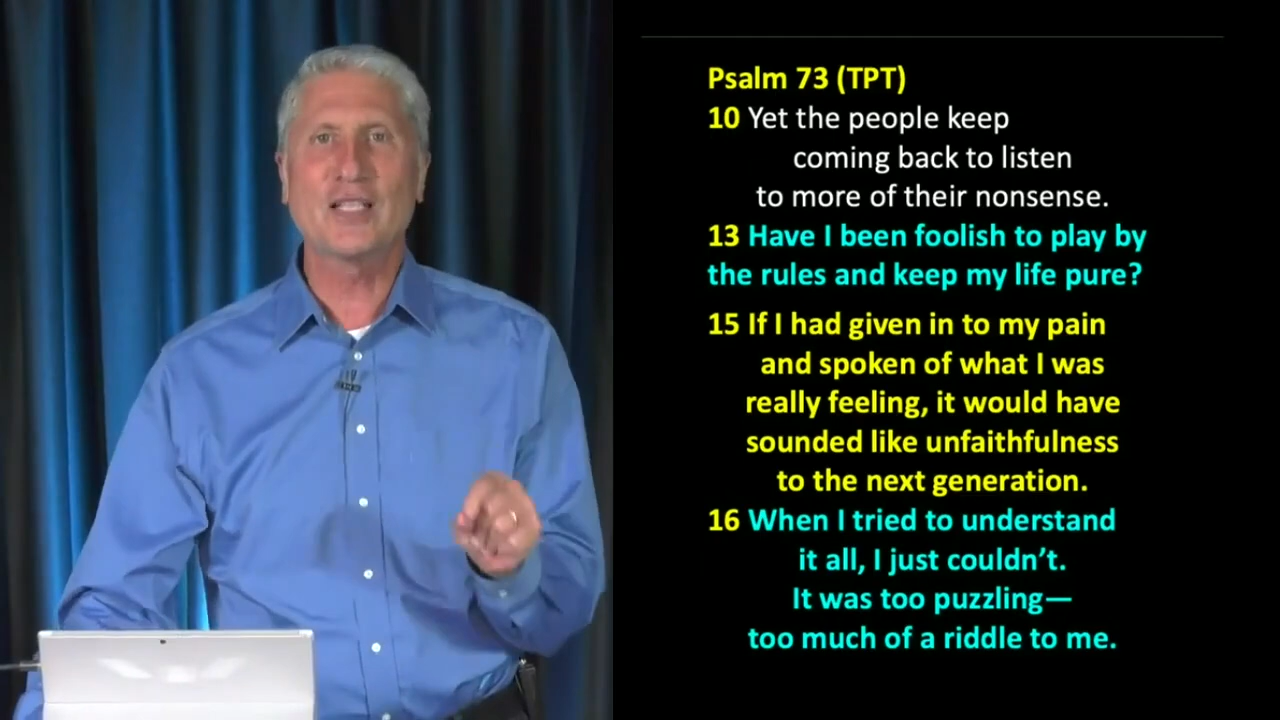 Psalm 73 (TPT)
10 Yet the people keep
coming back to listen
to more of their nonsense.
13 Have I been foolish to play by
the rules and keep my life pure?
15 If I had given in to my pain
and spoken of what I was
really feeling, it would have
sounded like unfaithfulness
to the next generation.
16 When I tried to understand
it all, I just couldn’t.
It was too puzzling—
too much of a riddle to me.